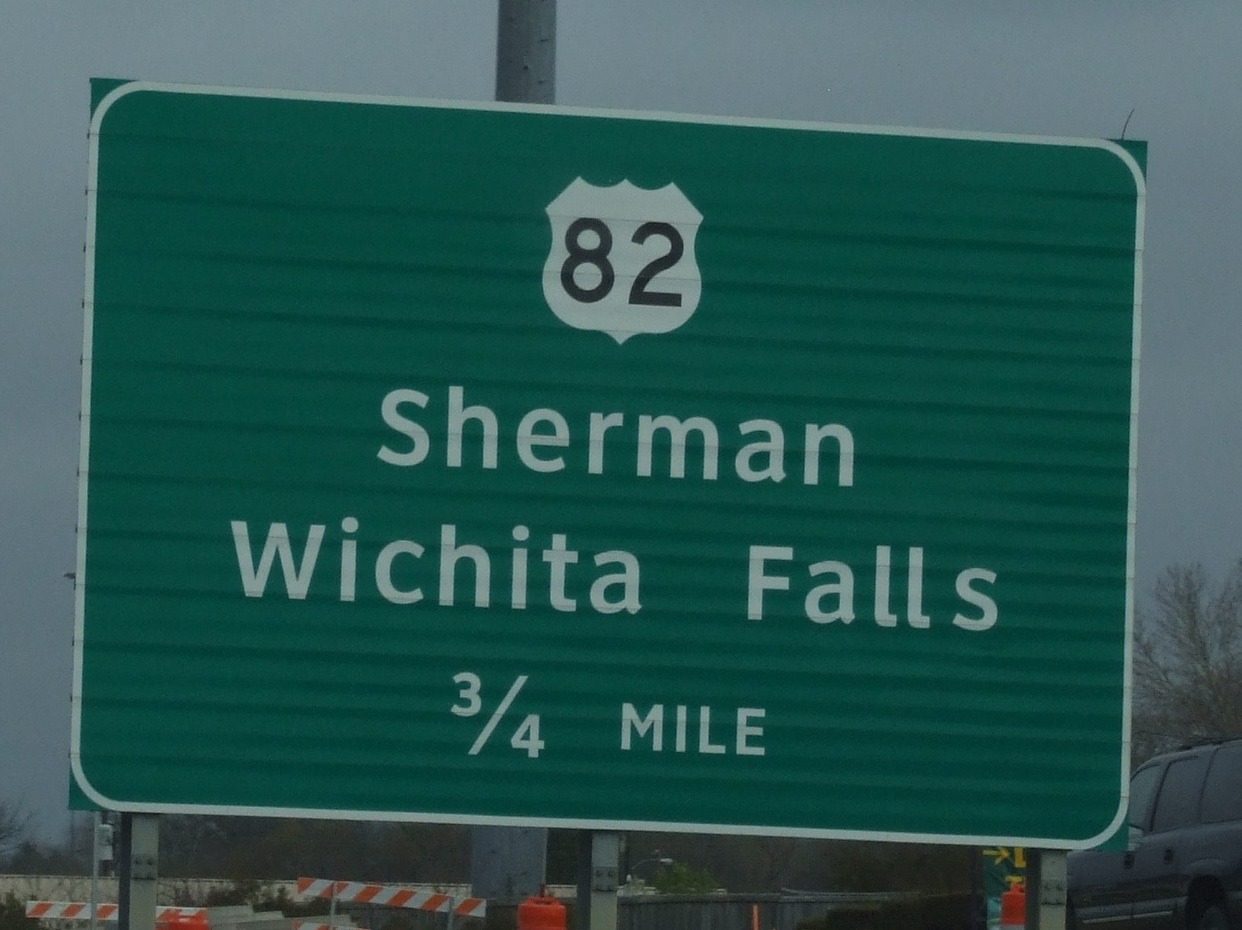 82
Sherman
Wichita Falls
3/4 MILE